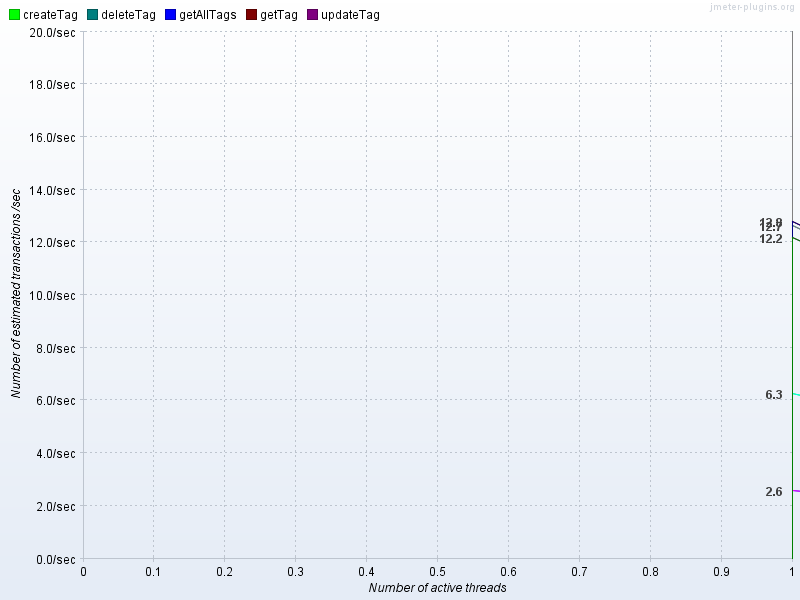 jmeter-plugins.org
createTag deleteTag getAllTags getTag updateTag
20.0/sec
18.0/sec
16.0/sec
14.0/sec
12.0/sec
10.0/sec
8.0/sec
6.0/sec
4.0/sec
2.0/sec
0.0/sec
Number of estimated transactions /sec
12.2
6.3
2.6
0 0.1 0.2 0.3 0.4 0.5 0.6 0.7 0.8 0.9 1
Number of active threads